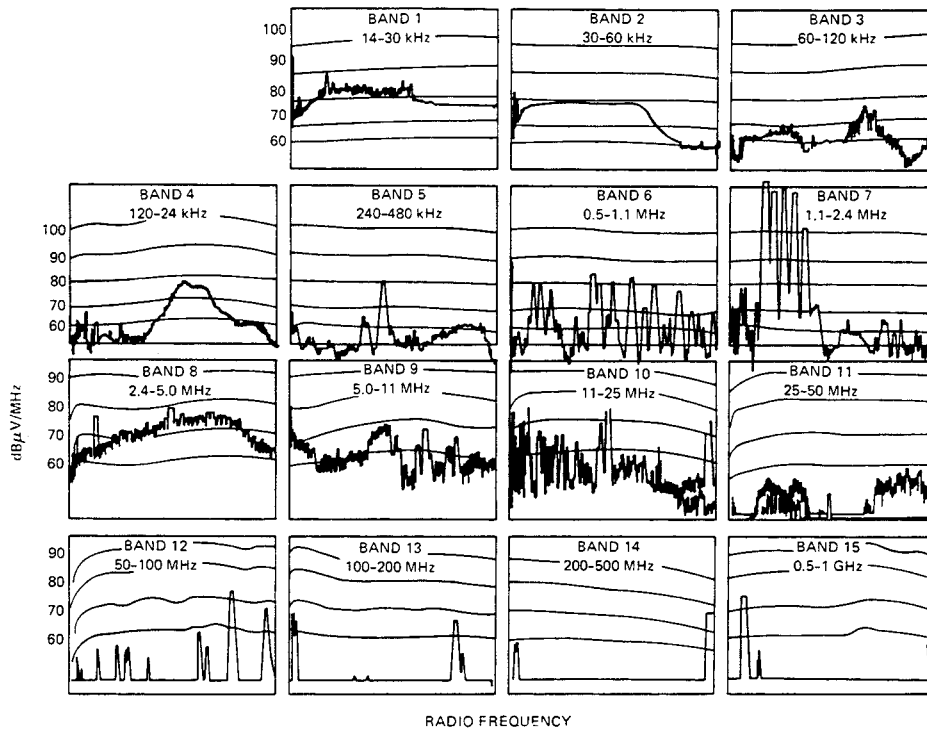 BAND 1
14–30 kHz
BAND 2
30–60 kHz
BAND 3
60–120 kHz
100
90
80
70
60
BAND 4
120–24 kHz
BAND 5
240–480 kHz
BAND 6
0.5–1.1 MHz
BAND 7
1.1–2.4 MHz
100
90
80
70
60
BAND 8
2.4–5.0 MHz
BAND 9
5.0–11 MHz
BAND 10
11–25 MHz
BAND 11
25–50 MHz
90
80
70
60
dBμV/MHz
BAND 12
50–100 MHz
BAND 13
100–200 MHz
BAND 14
200–500 MHz
BAND 15
0.5–1 GHz
90
80
70
60
RADIO FREQUENCY